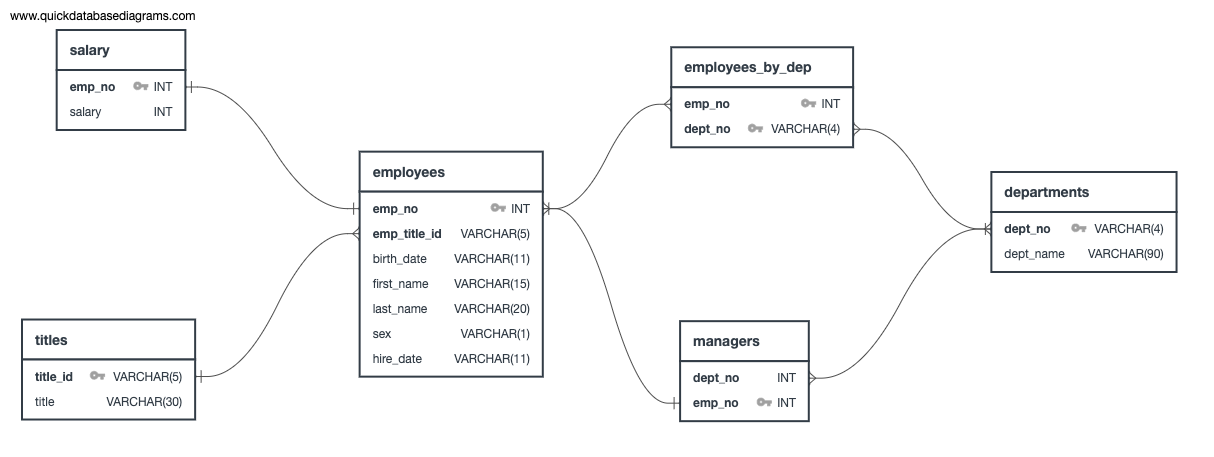 www.quickdatabasediagrams.com
salary
emp_no INT
salary INT
titles
title_id VARCHAR(5)
title VARCHAR(30)
employees
emp_no INT
emp_title_id VARCHAR(5)
birth_date VARCHAR(11)
first_name VARCHAR(15)
last_name VARCHAR(20)
sex VARCHAR(1)
hire_date VARCHAR(11)
employees_by_dep
emp_no INT
dept_no VARCHAR(4)
managers
dept_no INT
emp_no INT
departments
dept_no VARCHAR(4)
dept_name VARCHAR(90)